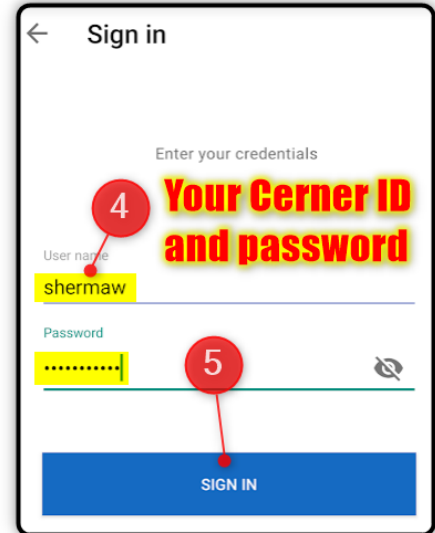 Sign in
Enter your credentials
4
Your Cerner ID
and password
User name
shermaw
Password
•••••••••••
5
SIGN IN